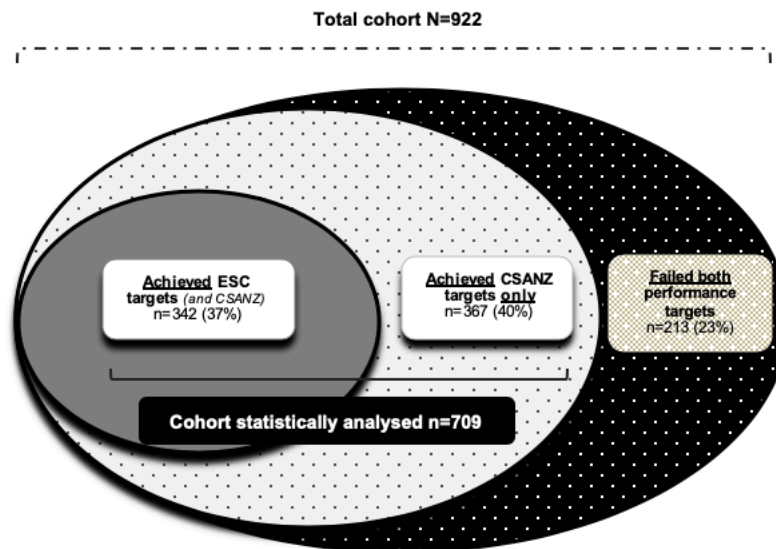 Total cohort N=922
Achieved ESC
targets (and CSANZ)
n=342 (37%)
Achieved CSANZ
targets only
n=367 (40%)
Failed both
performance
targets
n=213 (23%)
Cohort statistically analysed n=709